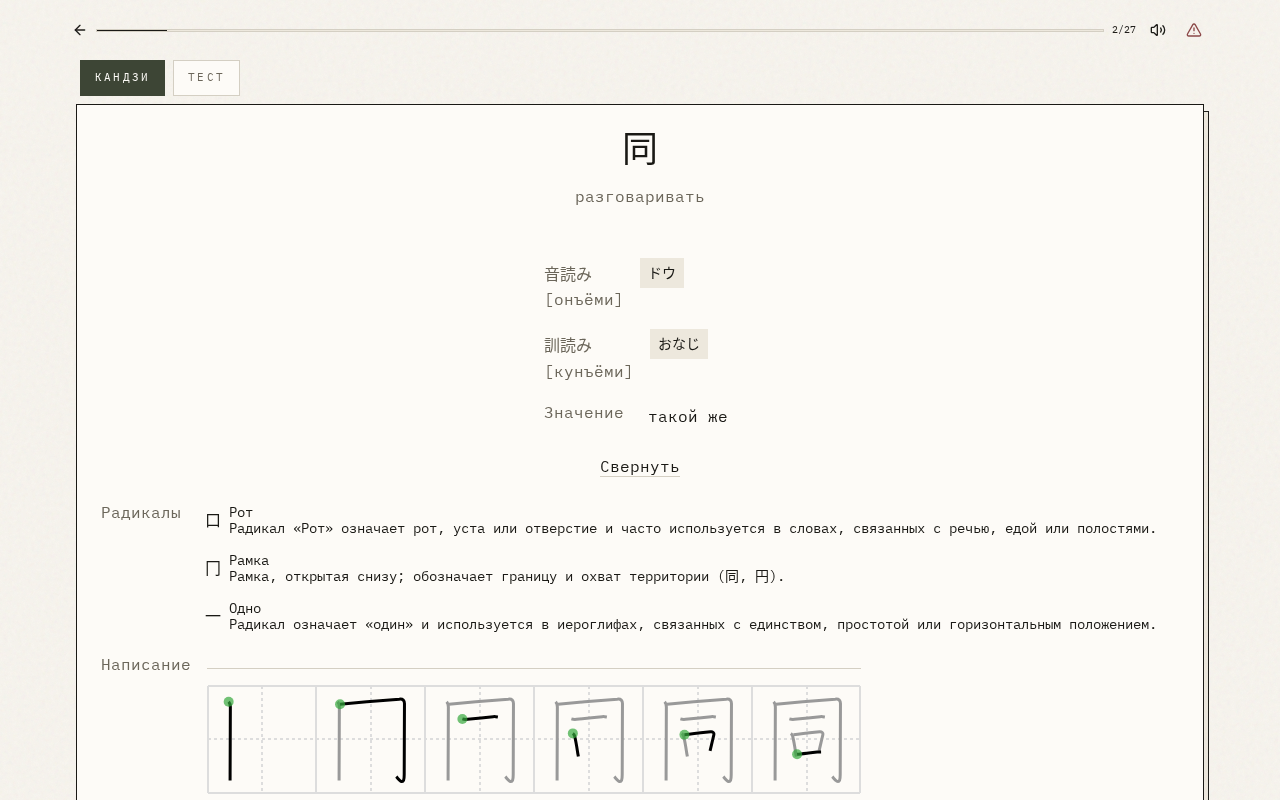 2/27
КАНДЗИ
ТЕСТ
同
разговаривать
音読み ドウ
[онъёми]
訓読み おなじ
[кунъёми]
Значение такой же
Свернуть
Радикалы
口 Рот
Радикал «Рот» означает рот, уста или отверстие и часто используется в словах, связанных с речью, едой или полостями.
冂 Рамка
Рамка, открытая снизу; обозначает границу и охват территории (同, 円).
一 Одно
Радикал означает «один» и используется в иероглифах, связанных с единством, простотой или горизонтальным положением.
Написание